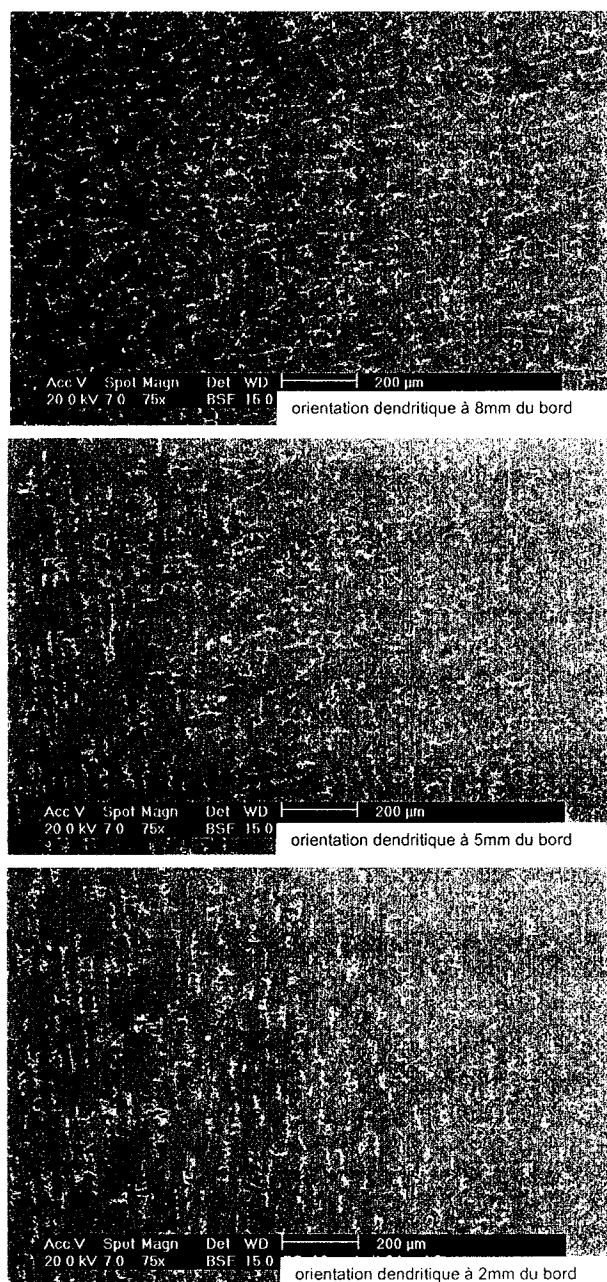 Acc.V Spot Magn Det WD 200 µm
20.0 kV 7.0 75x BSE 15.0
orientation dendritique à 8mm du bord
Acc.V Spot Magn Det WD 200 µm
20.0 kV 7.0 75x BSE 15.0
orientation dendritique à 5mm du bord
Acc.V Spot Magn Det WD 200 µm
20.0 kV 7.0 75x BSE 15.0
orientation dendritique à 2mm du bord